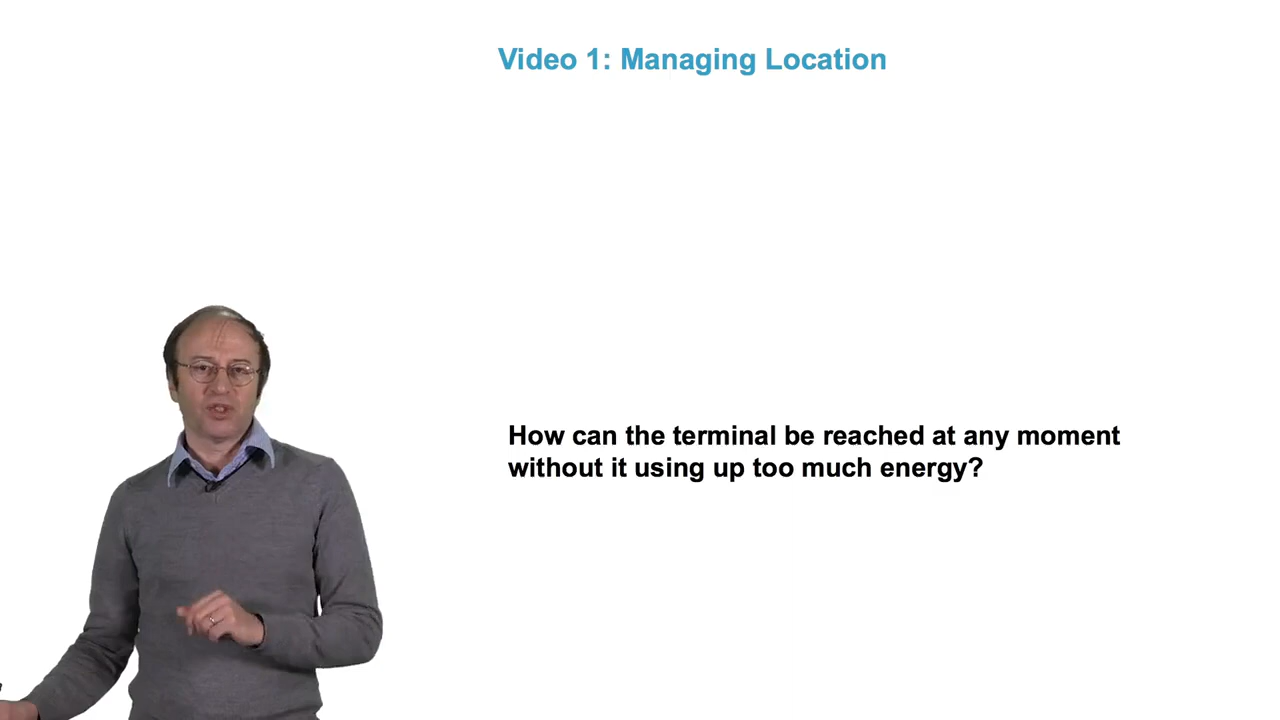 Video 1: Managing Location
How can the terminal be reached at any moment
without it using up too much energy?